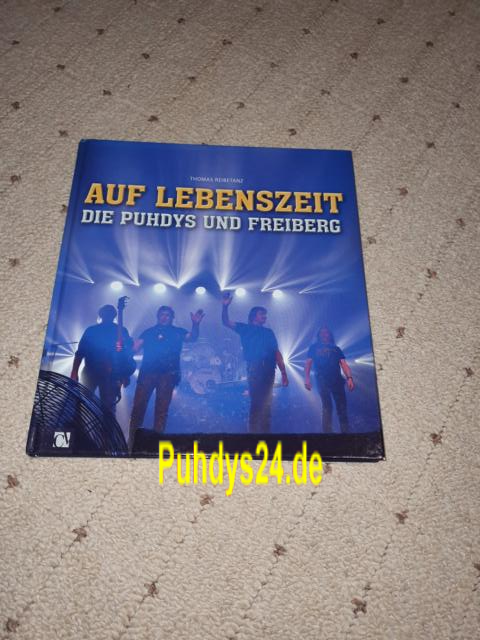 THOMAS REIBETANZ
AUF LEBENSZEIT
DIE PUHDYS UND FREIBERG
Puhdys24.de